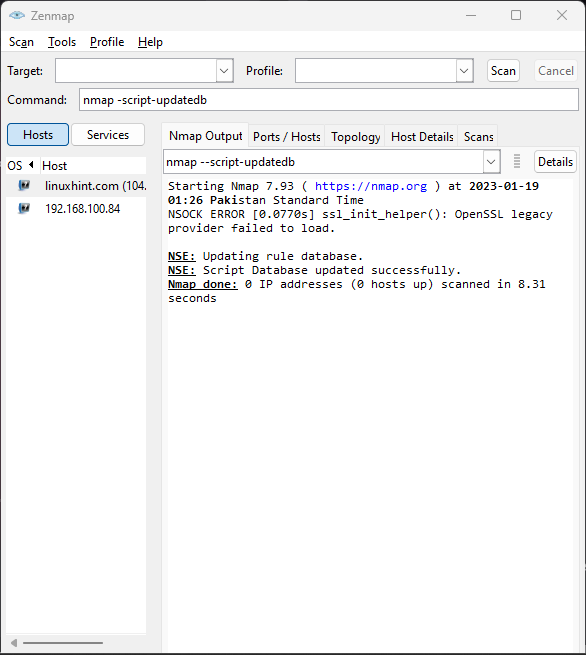 Zenmap
Scan Tools Profile Help
Target: Profile: Scan Cancel
Command: nmap -script-updatedb
Hosts Services
Nmap Output Ports / Hosts Topology Host Details Scans
OS Host
nmap --script-updatedb Details
linuxhint.com (104.
192.168.100.84
Starting Nmap 7.93 ( https://nmap.org ) at 2023-01-19
01:26 Pakistan Standard Time
NSOCK ERROR [0.0770s] ssl_init_helper(): OpenSSL legacy
provider failed to load.
NSE: Updating rule database.
NSE: Script Database updated successfully.
Nmap done: 0 IP addresses (0 hosts up) scanned in 8.31
seconds